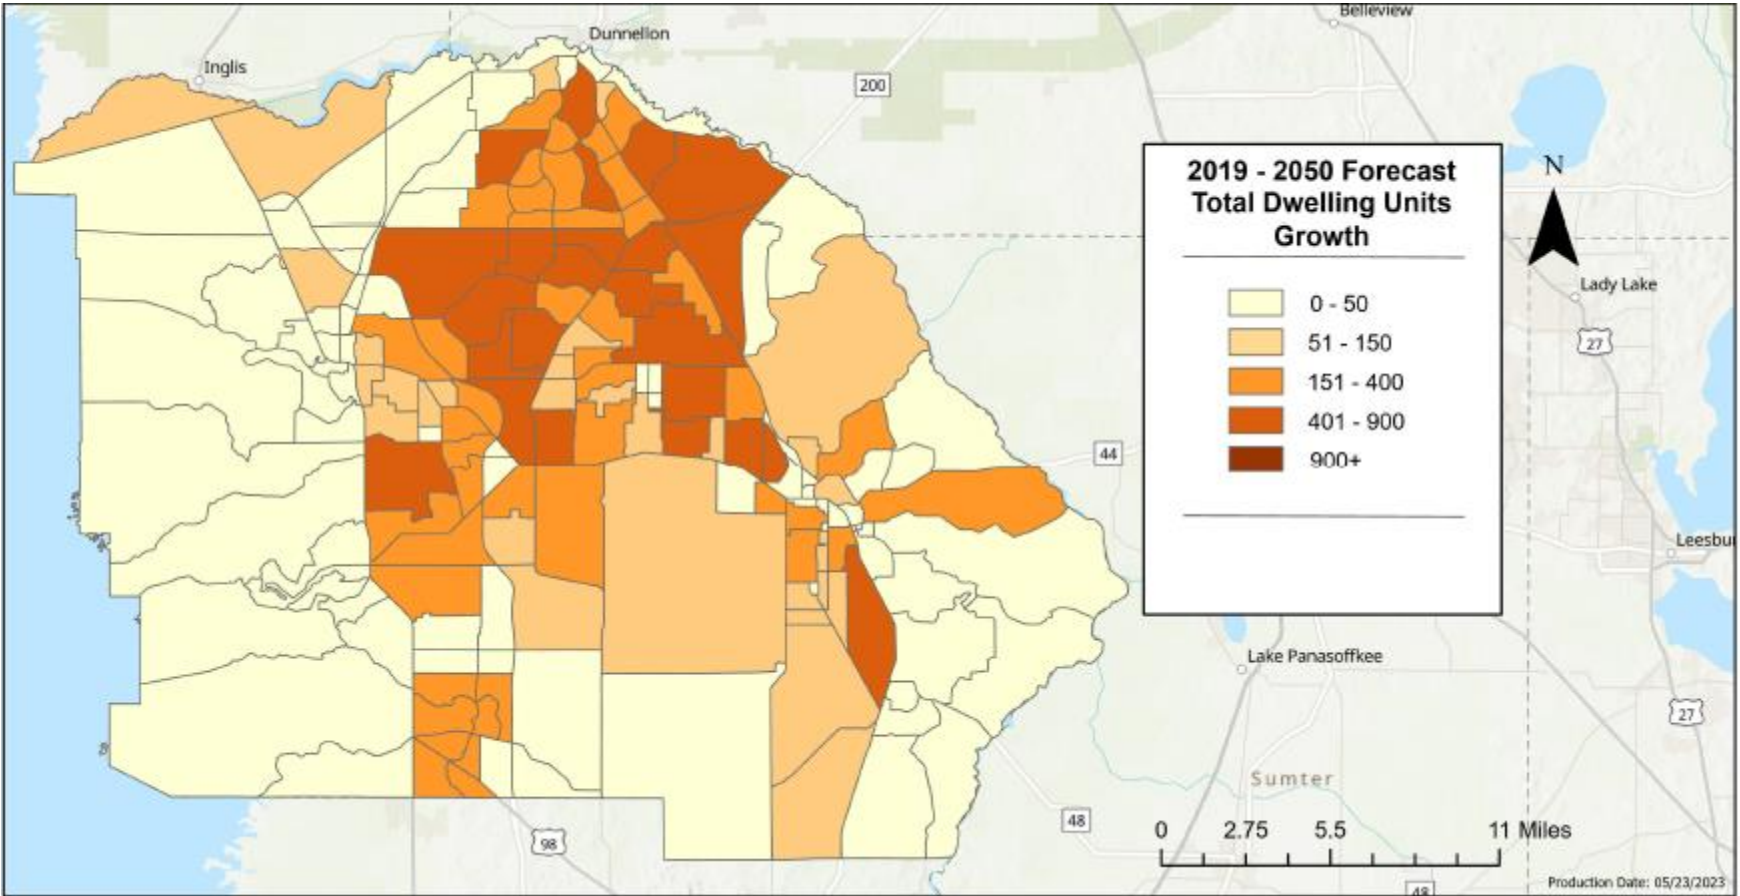 Belleview
Dunnellon
Inglis
200
2019 - 2050 Forecast
Total Dwelling Units
Growth
N
Lady Lake
0 - 50
27
51 - 150
151 - 400
401 - 900
44
900+
Leesbu
Lake Panasoffkee
27
Sumter
48
98
0 2.75 5.5 11 Miles
Production Date: 05/23/2023
48